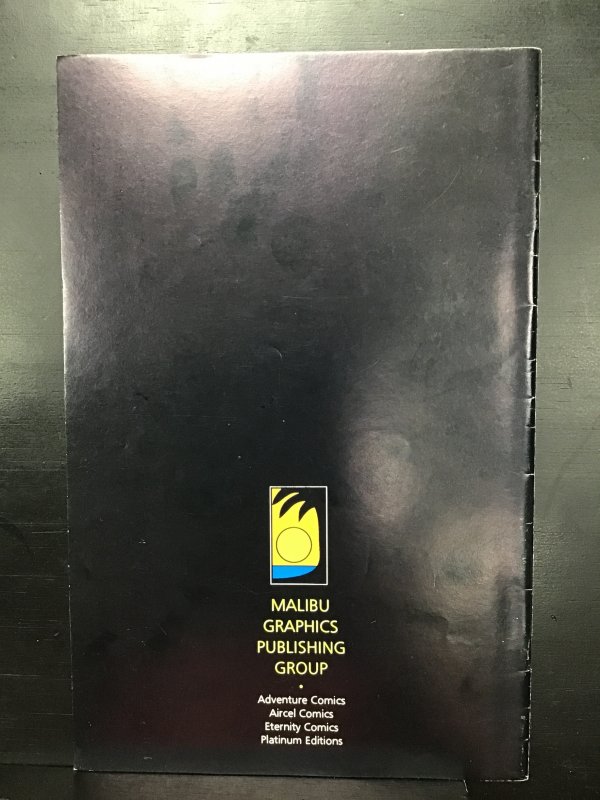 MALIBU
GRAPHICS
PUBLISHING
GROUP
•
Adventure Comics
Aircel Comics
Eternity Comics
Platinum Editions